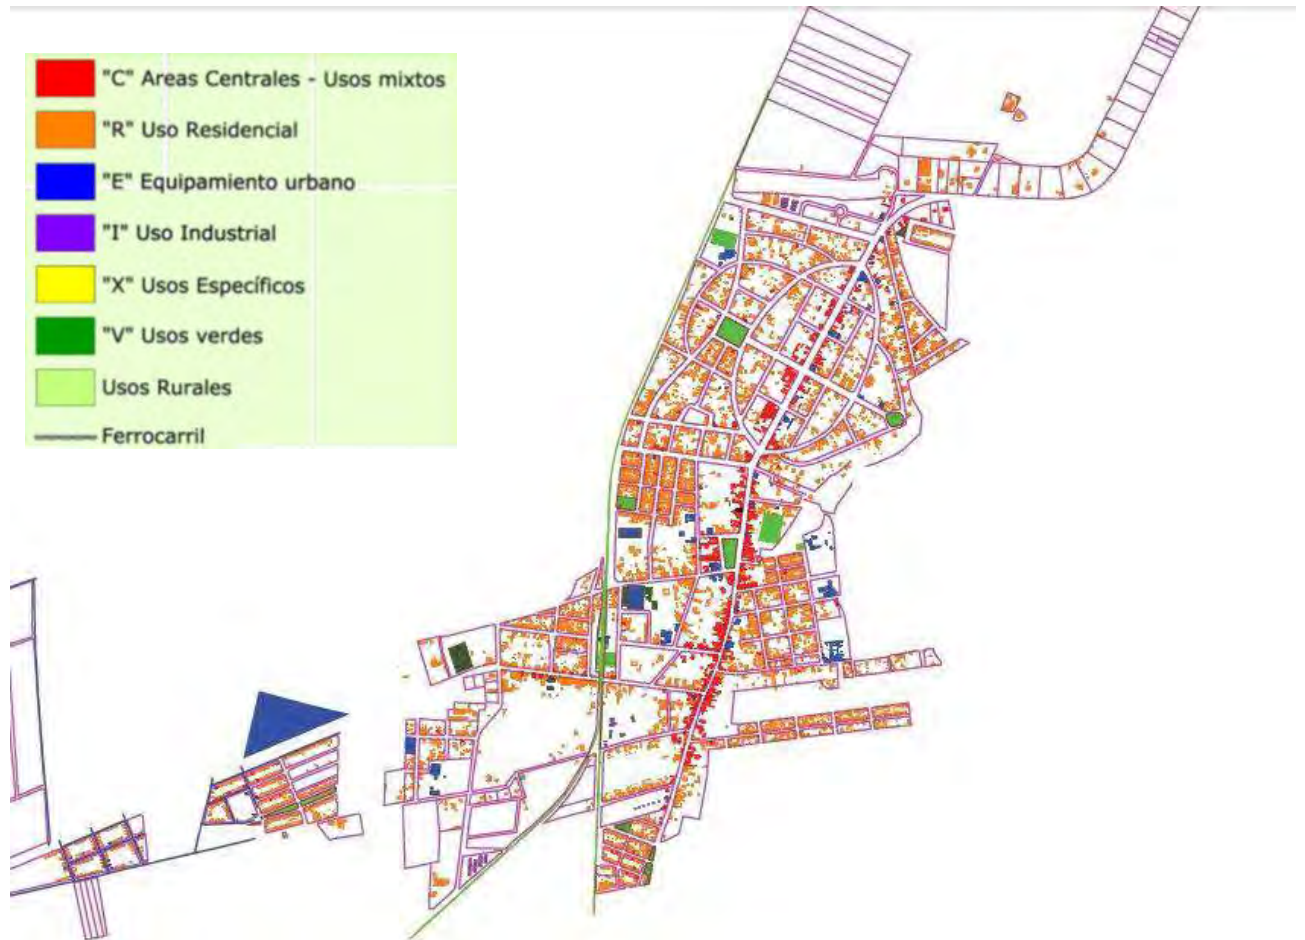 "C" Areas Centrales - Usos mixtos
"R" Uso Residencial
"E" Equipamiento urbano
"I" Uso Industrial
"X" Usos Específicos
"V" Usos verdes
Usos Rurales
Ferrocarril